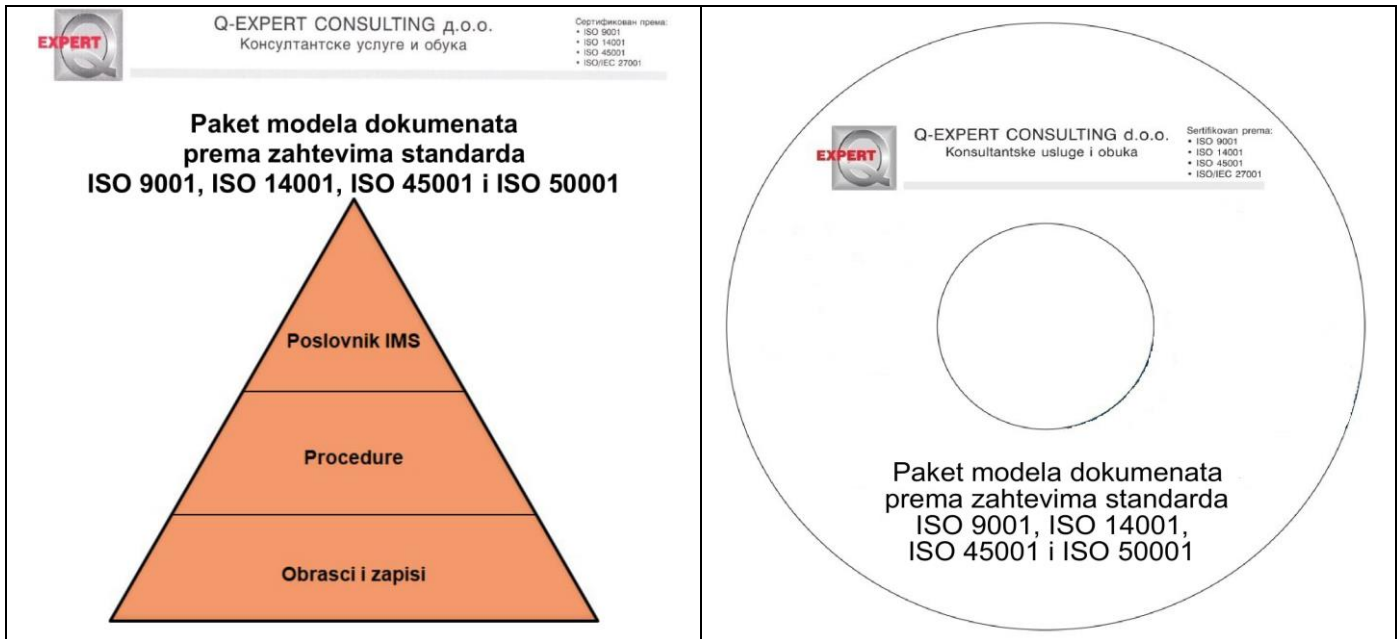 EXPERT
Q-EXPERT CONSULTING д.о.о.
Консултантске услуге и обука
Сертификован према:
• ISO 9001
• ISO 14001
• ISO 45001
• ISO/IEC 27001
Paket modela dokumenata
prema zahtevima standarda
ISO 9001, ISO 14001, ISO 45001 i ISO 50001
Poslovnik IMS
Procedure
Obrasci i zapisi
EXPERT
Q-EXPERT CONSULTING d.o.o.
Konsultantske usluge i obuka
Sertifikovan prema:
• ISO 9001
• ISO 14001
• ISO 45001
• ISO/IEC 27001
Paket modela dokumenata
prema zahtevima standarda
ISO 9001, ISO 14001,
ISO 45001 i ISO 50001